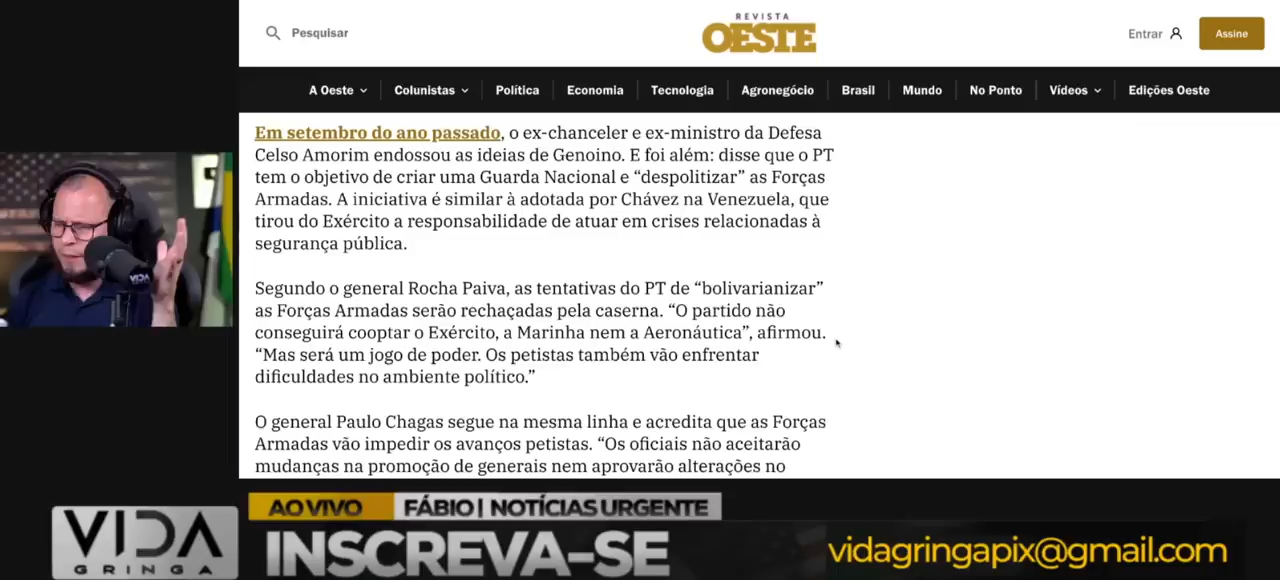 REVISTA
OESTE
Pesquisar
Entrar
Assine
A Oeste
Colunistas
Política
Economia
Tecnologia
Agronegócio
Brasil
Mundo
No Ponto
Vídeos
Edições Oeste
Em setembro do ano passado, o ex-chanceler e ex-ministro da Defesa
Celso Amorim endossou as ideias de Genoino. E foi além: disse que o PT
tem o objetivo de criar uma Guarda Nacional e “despolitizar” as Forças
Armadas. A iniciativa é similar à adotada por Chávez na Venezuela, que
tirou do Exército a responsabilidade de atuar em crises relacionadas à
segurança pública.
Segundo o general Rocha Paiva, as tentativas do PT de “bolivarianizar”
as Forças Armadas serão rechaçadas pela caserna. “O partido não
conseguirá cooptar o Exército, a Marinha nem a Aeronáutica”, afirmou.
“Mas será um jogo de poder. Os petistas também vão enfrentar
dificuldades no ambiente político.”
O general Paulo Chagas segue na mesma linha e acredita que as Forças
Armadas vão impedir os avanços petistas. “Os oficiais não aceitarão
mudanças na promoção de generais nem aprovarão alterações no
VIDA
AO VIVO
FÁBIO | NOTÍCIAS URGENTE
VIDA
GRINGA
INSCREVA-SE
vidagringapix@gmail.com